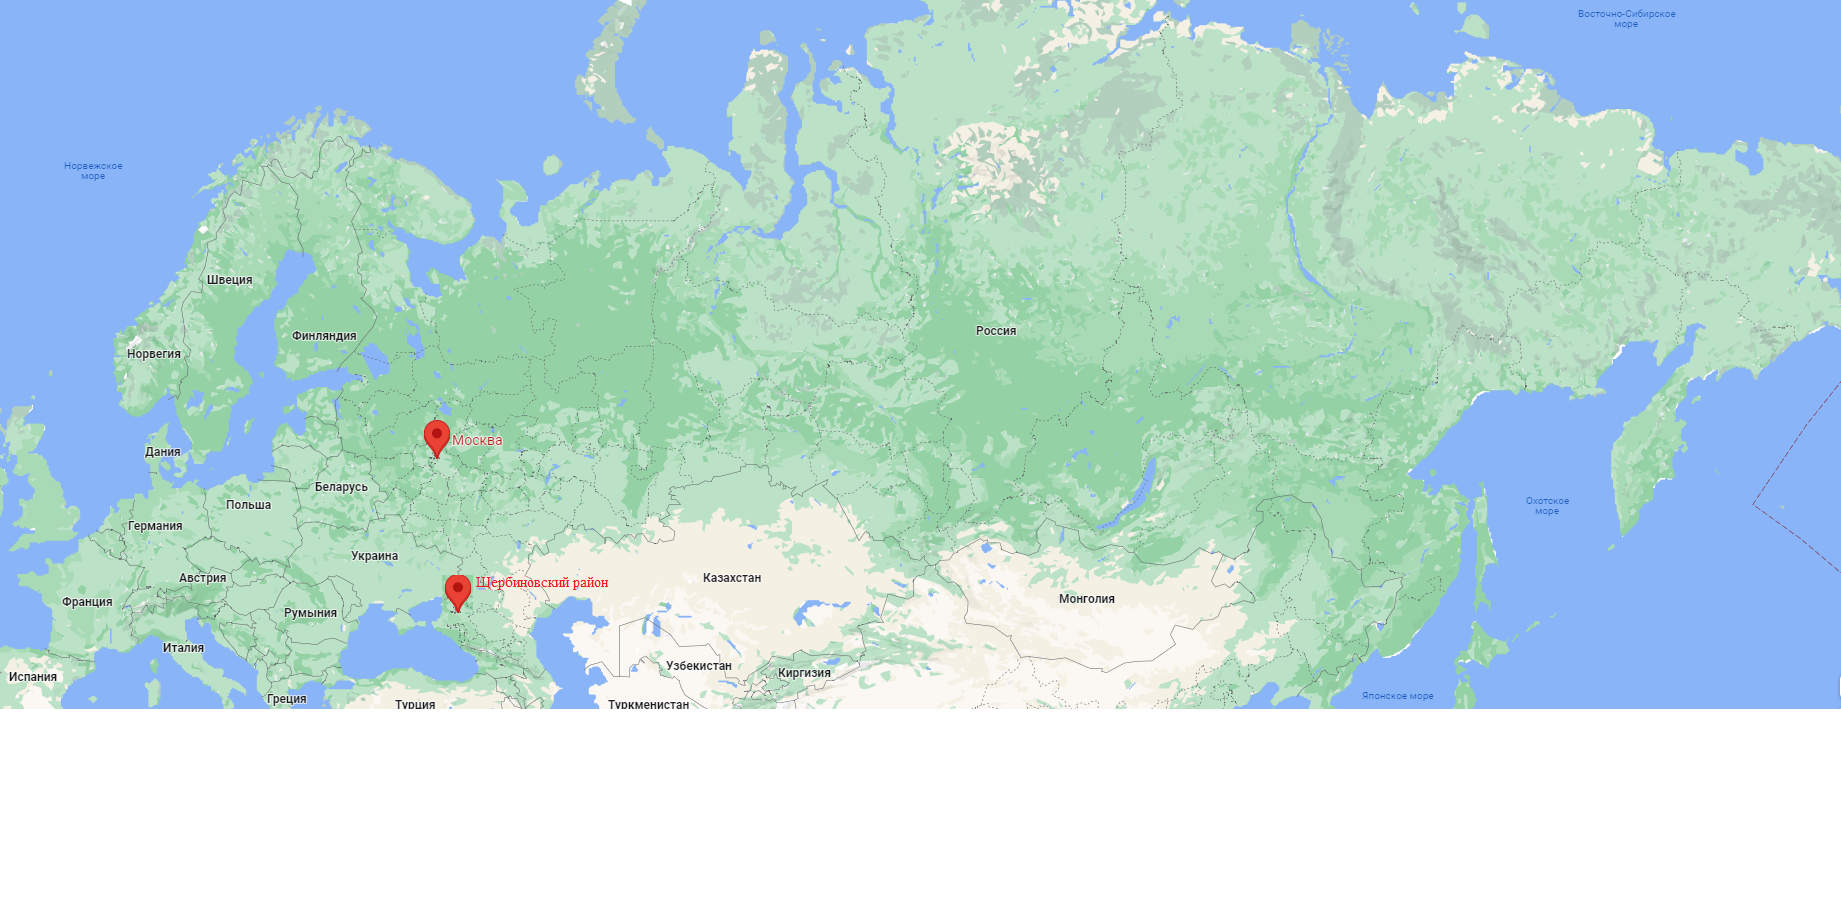 Восточно-Сибирское
море
Норвежское
море
Швеция
Россия
Финляндия
Норвегия
Москва
Дания
Беларусь
Польша
Охотское
море
Германия
Украина
Австрия
Казахстан
Щербиновский район
Франция
Монголия
Румыния
Италия
Узбекистан
Киргизия
Испания
Японское море
Греция
Турция
Туркменистан